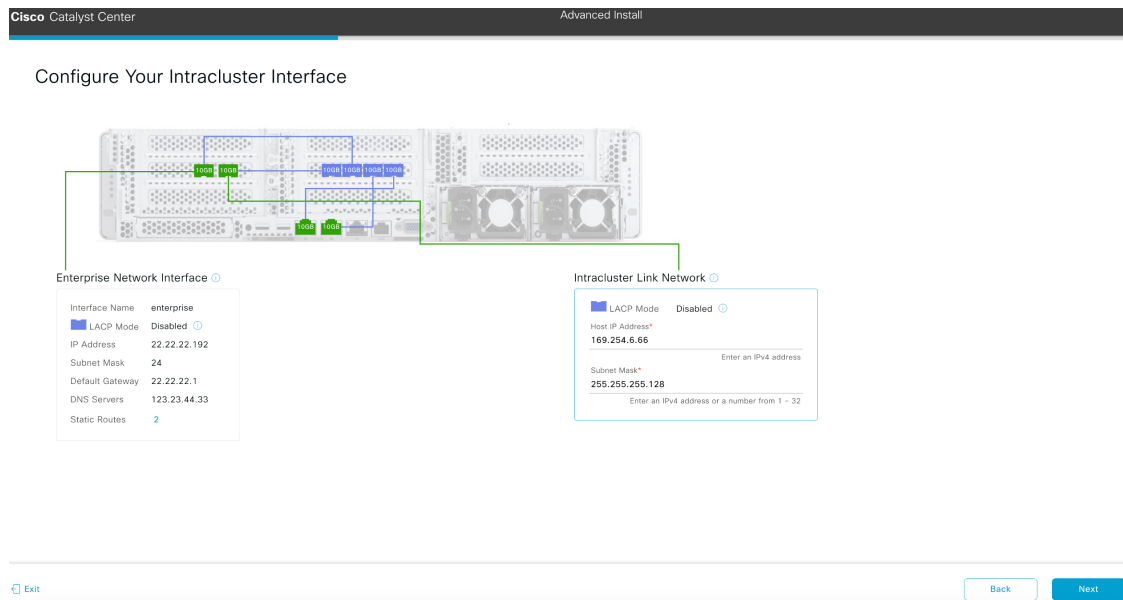 Cisco Catalyst Center
Advanced Install
Configure Your Intracluster Interface
10GB 10GB 10GB 10GB 10GB 10GB
10GB 10GB
Enterprise Network Interface
Interface Name enterprise
LACP Mode Disabled
IP Address 22.22.22.192
Subnet Mask 24
Default Gateway 22.22.22.1
DNS Servers 123.23.44.33
Static Routes 2
Intracluster Link Network
LACP Mode Disabled
Host IP Address*
169.254.6.66
Enter an IPv4 address
Subnet Mask*
255.255.255.128
Enter an IPv4 address or a number from 1 - 32
Exit
Back
Next